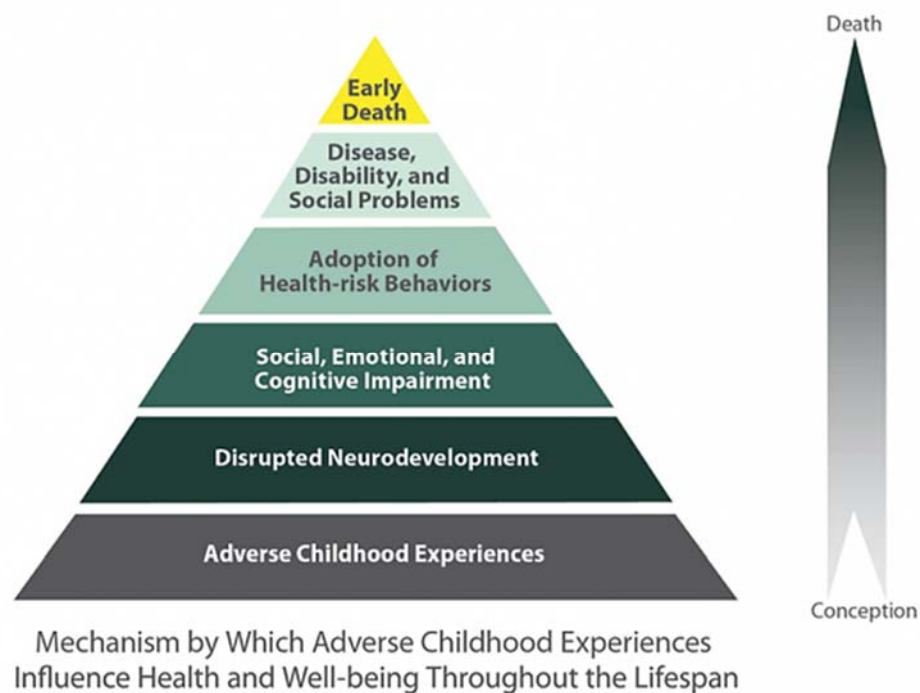 Death
Early
Death
Disease,
Disability, and
Social Problems
Adoption of
Health-risk Behaviors
Social, Emotional, and
Cognitive Impairment
Disrupted Neurodevelopment
Adverse Childhood Experiences
Conception
Mechanism by Which Adverse Childhood Experiences
Influence Health and Well-being Throughout the Lifespan